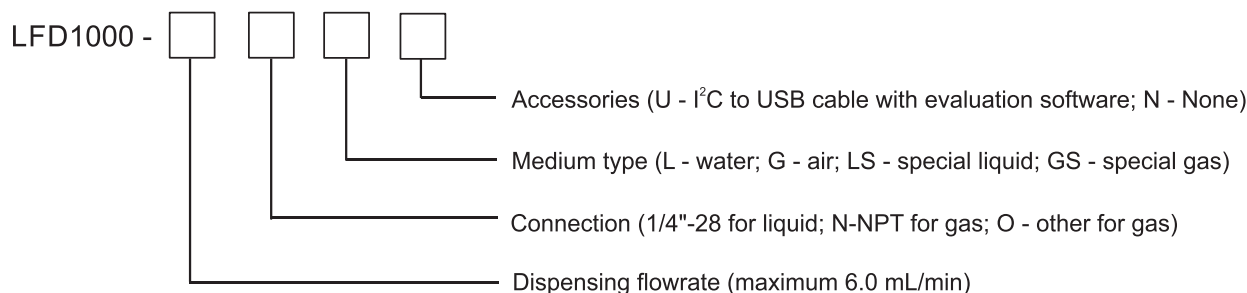 LFD1000 -
Accessories (U - I²C to USB cable with evaluation software; N - None)
Medium type (L - water; G - air; LS - special liquid; GS - special gas)
Connection (1/4"-28 for liquid; N-NPT for gas; O - other for gas)
Dispensing flowrate (maximum 6.0 mL/min)